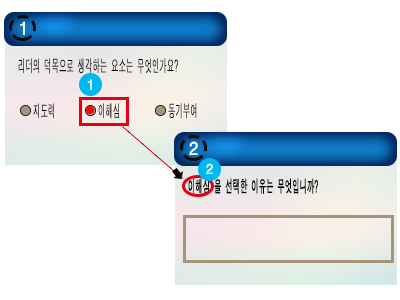 1
리더의 덕목으로 생각하는 요소는 무엇인가요?
1
지도력 이해심 동기부여
2
2
이해심 을 선택한 이유는 무엇입니까?